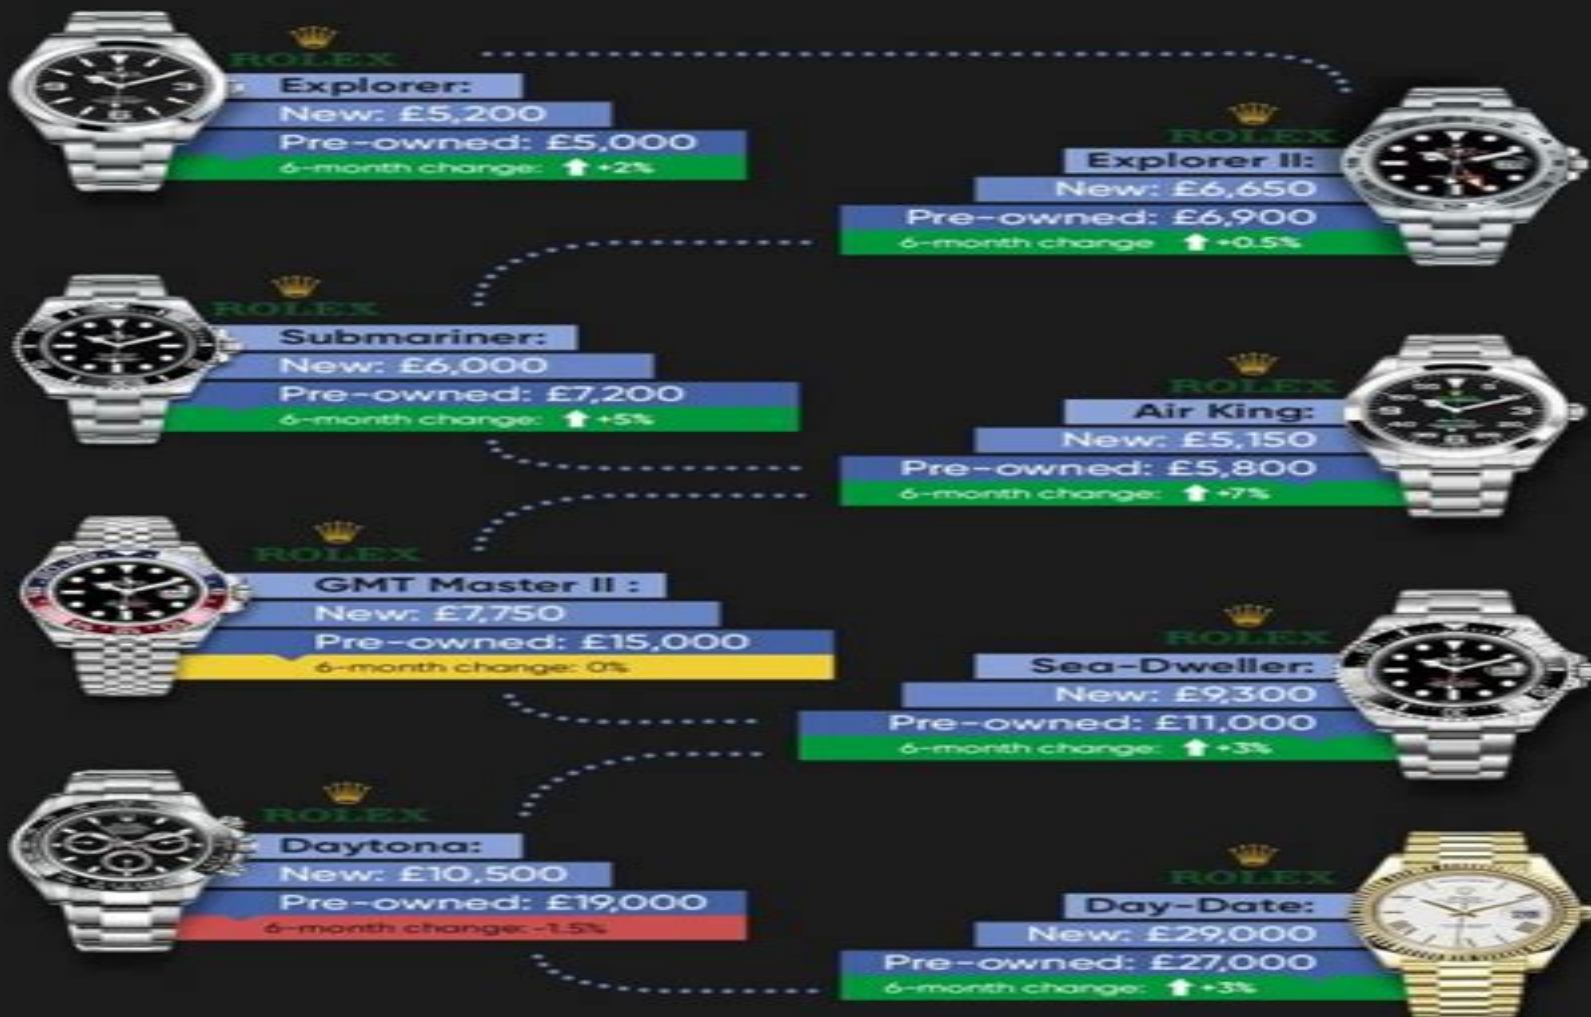 ROLEX
Explorer:
New: £5,200
Pre-owned: £5,000
6-month change: +2%
ROLEX
Explorer II:
New: £6,650
Pre-owned: £6,900
6-month change +0.5%
ROLEX
Submariner:
New: £6,000
Pre-owned: £7,200
6-month change: +5%
ROLEX
Air King:
New: £5,150
Pre-owned: £5,800
6-month change: +7%
ROLEX
GMT Master II :
New: £7,750
Pre-owned: £15,000
6-month change: 0%
ROLEX
Sea-Dweller:
New: £9,300
Pre-owned: £11,000
6-month change: +3%
ROLEX
Daytona:
New: £10,500
Pre-owned: £19,000
6-month change: -1.5%
ROLEX
Day-Date:
New: £29,000
Pre-owned: £27,000
6-month change: +3%